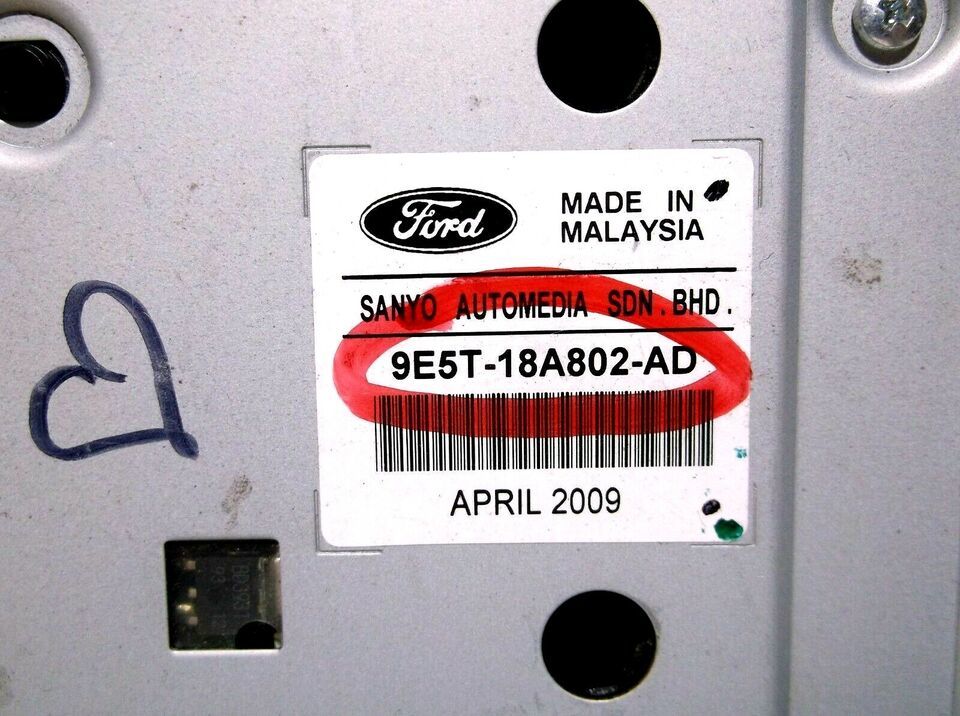 Ford
MADE IN
MALAYSIA
SANYO AUTOMEDIA SDN. BHD.
9E5T-18A802-AD
APRIL 2009